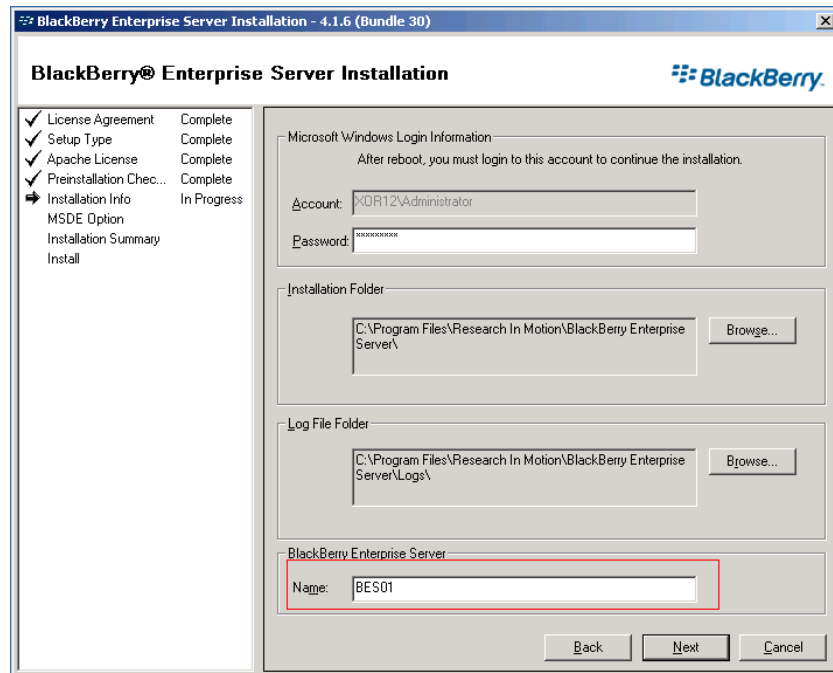 BlackBerry Enterprise Server Installation - 4.1.6 (Bundle 30)
BlackBerry® Enterprise Server Installation
BlackBerry.
License Agreement Complete
Setup Type Complete
Apache License Complete
Preinstallation Chec... Complete
Installation Info In Progress
MSDE Option
Installation Summary
Install
Microsoft Windows Login Information
After reboot, you must login to this account to continue the installation.
Account: XOR12\Administrator
Password: xxxxxxxxx
Installation Folder
C:\Program Files\Research In Motion\BlackBerry Enterprise
Server\
Browse...
Log File Folder
C:\Program Files\Research In Motion\BlackBerry Enterprise
Server\Logs\
Browse...
BlackBerry Enterprise Server
Name: BES01
Back Next Cancel